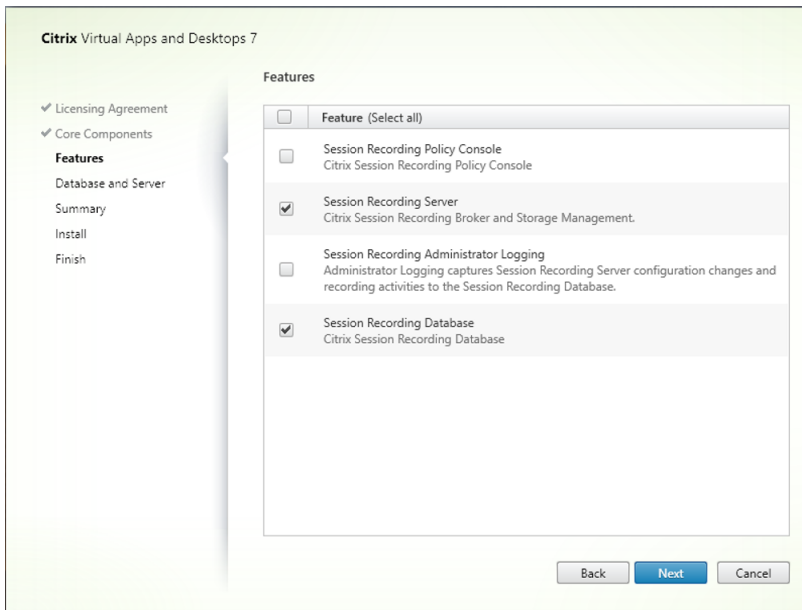 Citrix Virtual Apps and Desktops 7
Licensing Agreement
Core Components
Features
Database and Server
Summary
Install
Finish
Features
Feature (Select all)
Session Recording Policy Console
Citrix Session Recording Policy Console
Session Recording Server
Citrix Session Recording Broker and Storage Management.
Session Recording Administrator Logging
Administrator Logging captures Session Recording Server configuration changes and
recording activities to the Session Recording Database.
Session Recording Database
Citrix Session Recording Database
Back
Next
Cancel